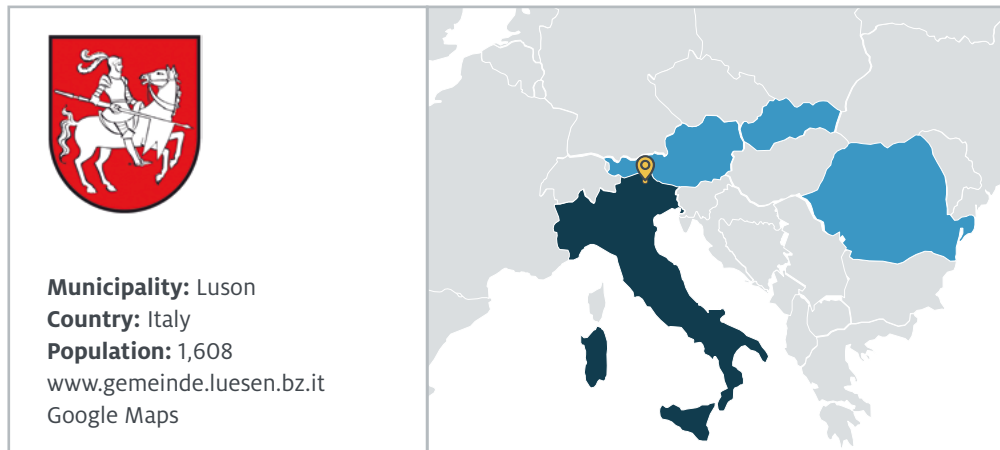 Municipality: Luson
Country: Italy
Population: 1,608
www.gemeinde.luesen.bz.it
Google Maps